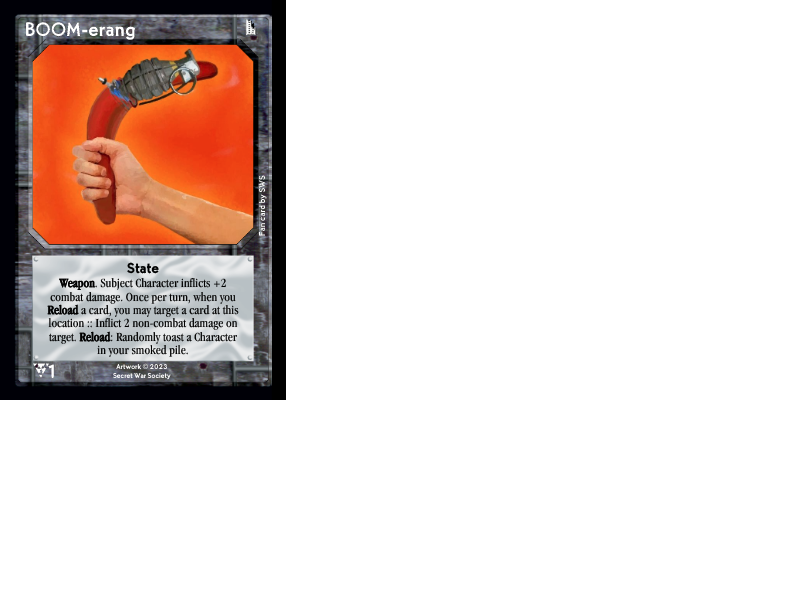 BOOM-erang
Fan card by SWS
State
Weapon. Subject Character inflicts +2
combat damage. Once per turn, when you
Reload a card, you may target a card at this
location :: Inflict 2 non-combat damage on
target. Reload: Randomly toast a Character
in your smoked pile.
1
Artwork © 2023
Secret War Society